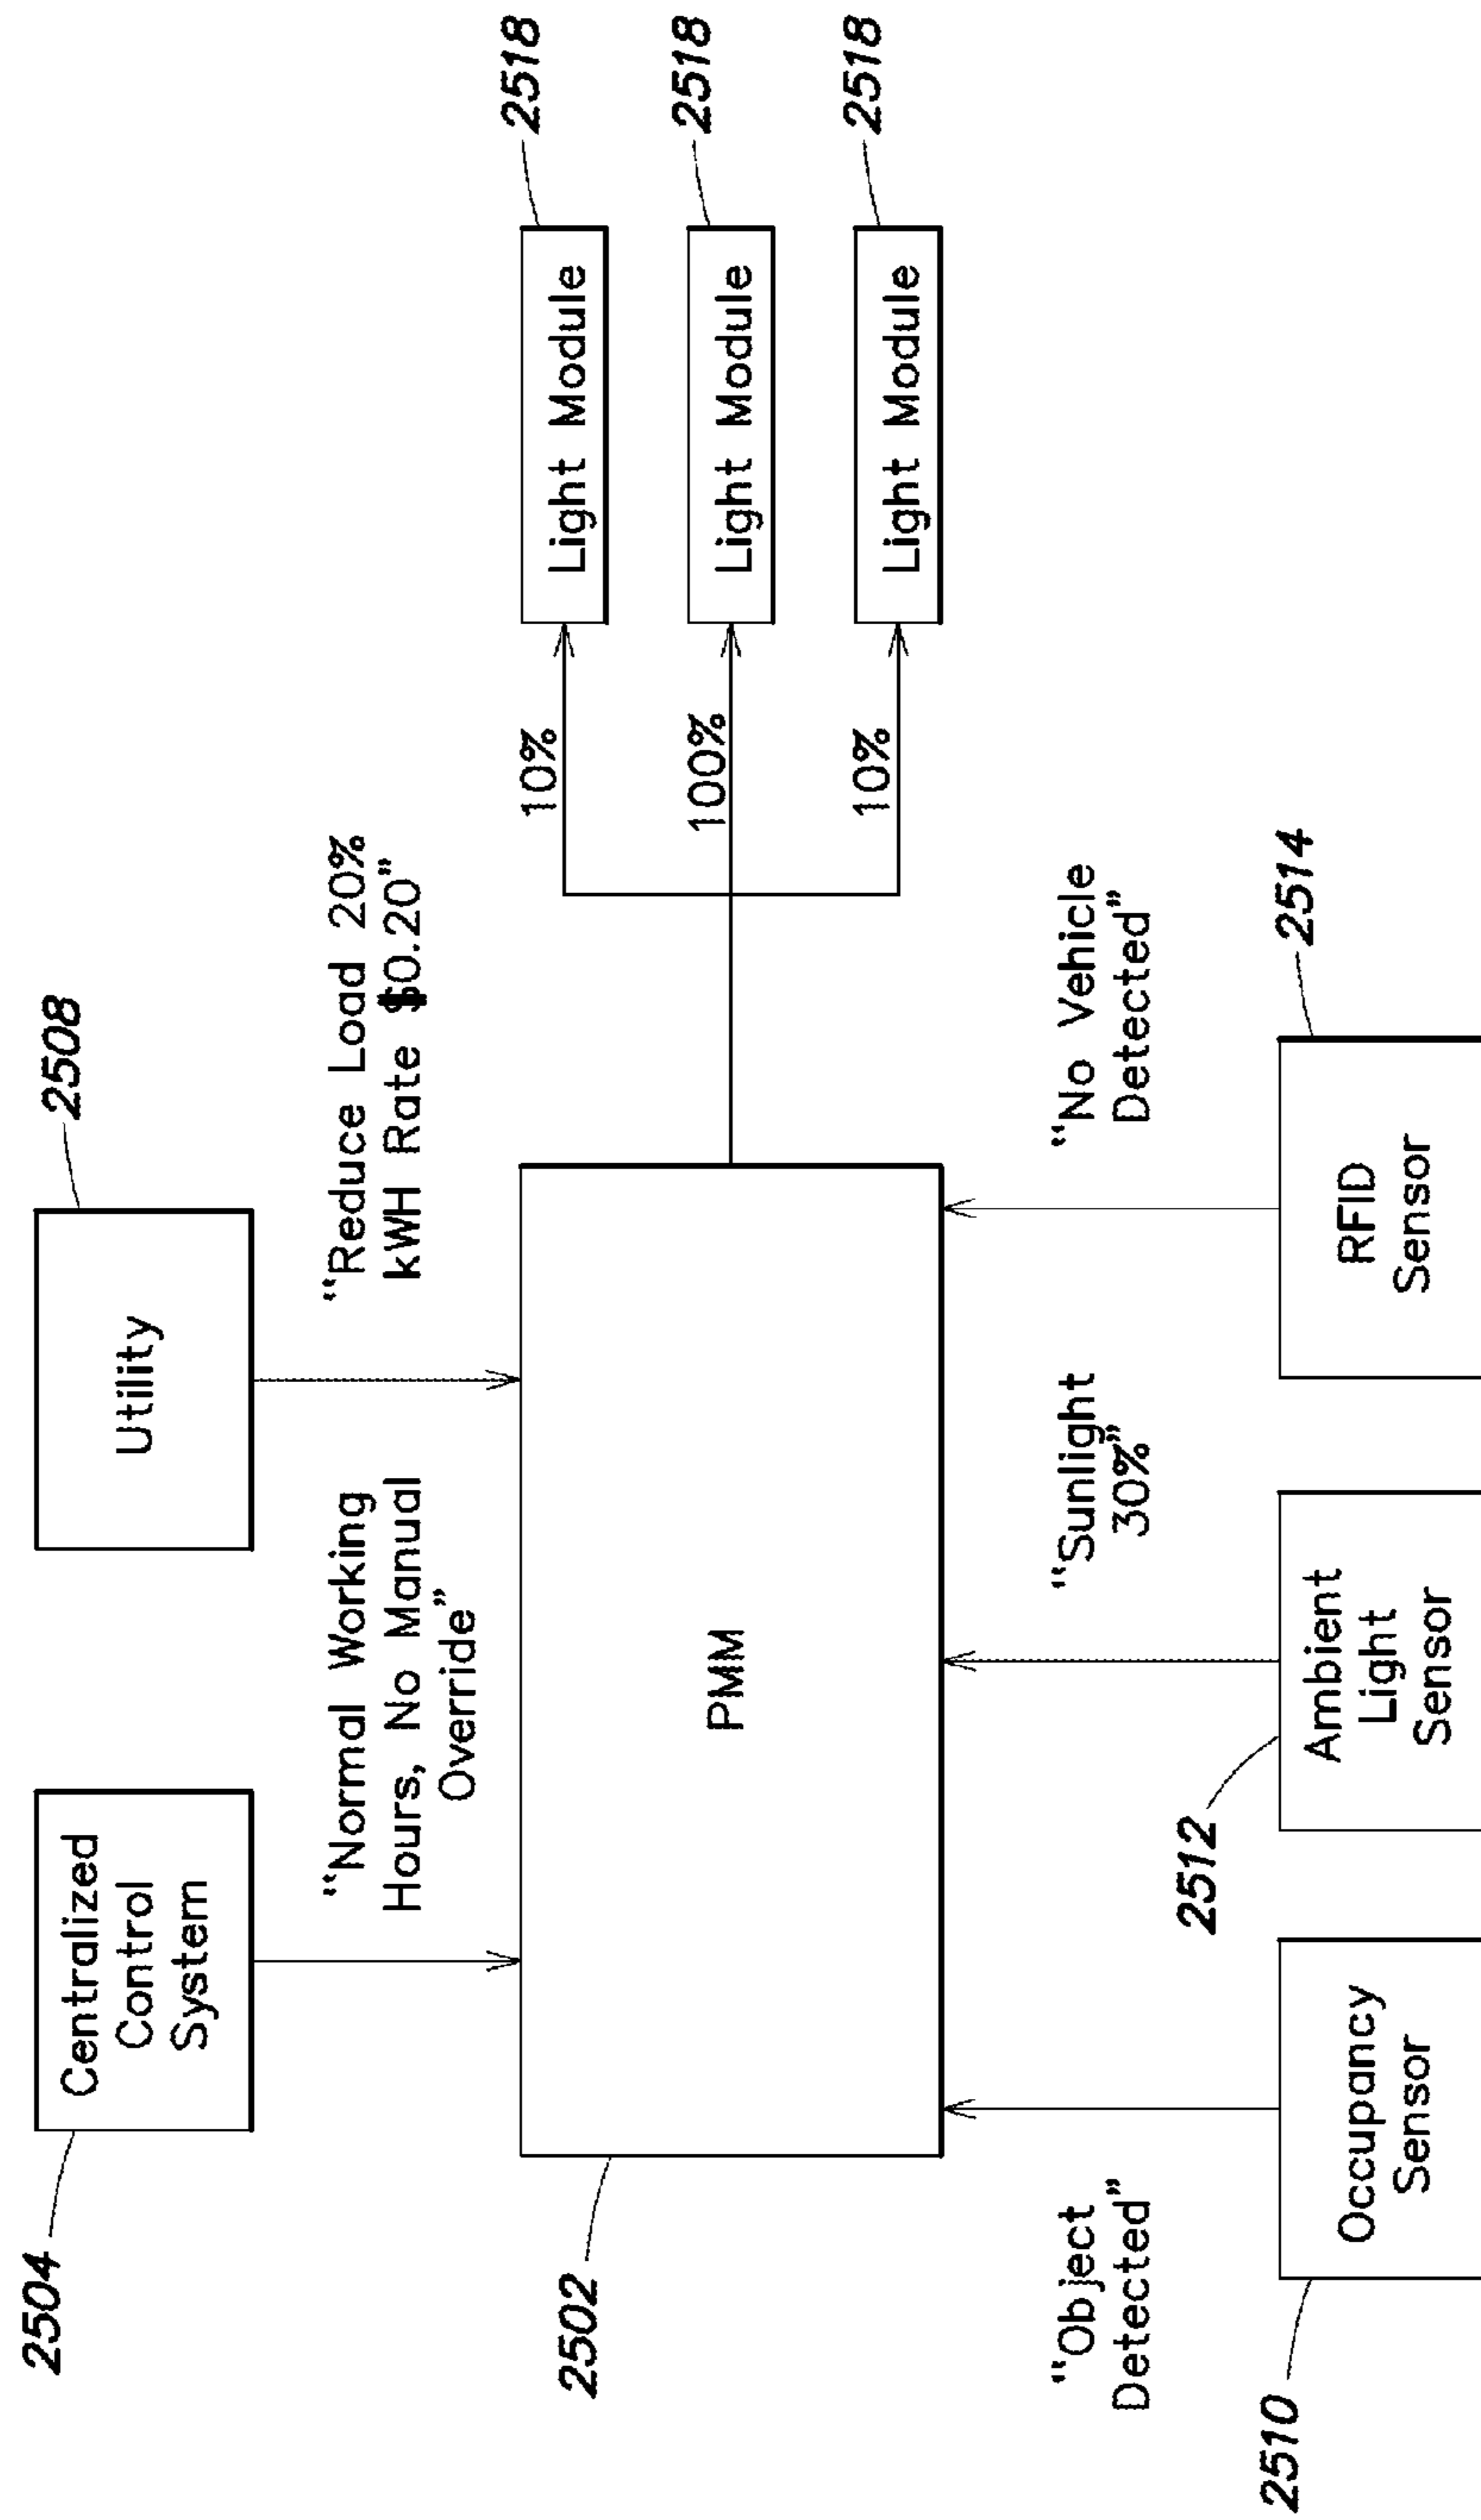 2504
Centralized
Control
System
Utility
2508
“Normal Working
Hours, No Manual
Override”
“Reduce Load 20%
kWH Rate $0.20”
2502
PMM
10%
Light Module
2518
100%
Light Module
2518
10%
Light Module
2518
“Object
Detected”
“Sunlight
30%”
“No Vehicle
Detected”
2510
Occupancy
Sensor
2512
Ambient
Light
Sensor
RFID
Sensor
2514